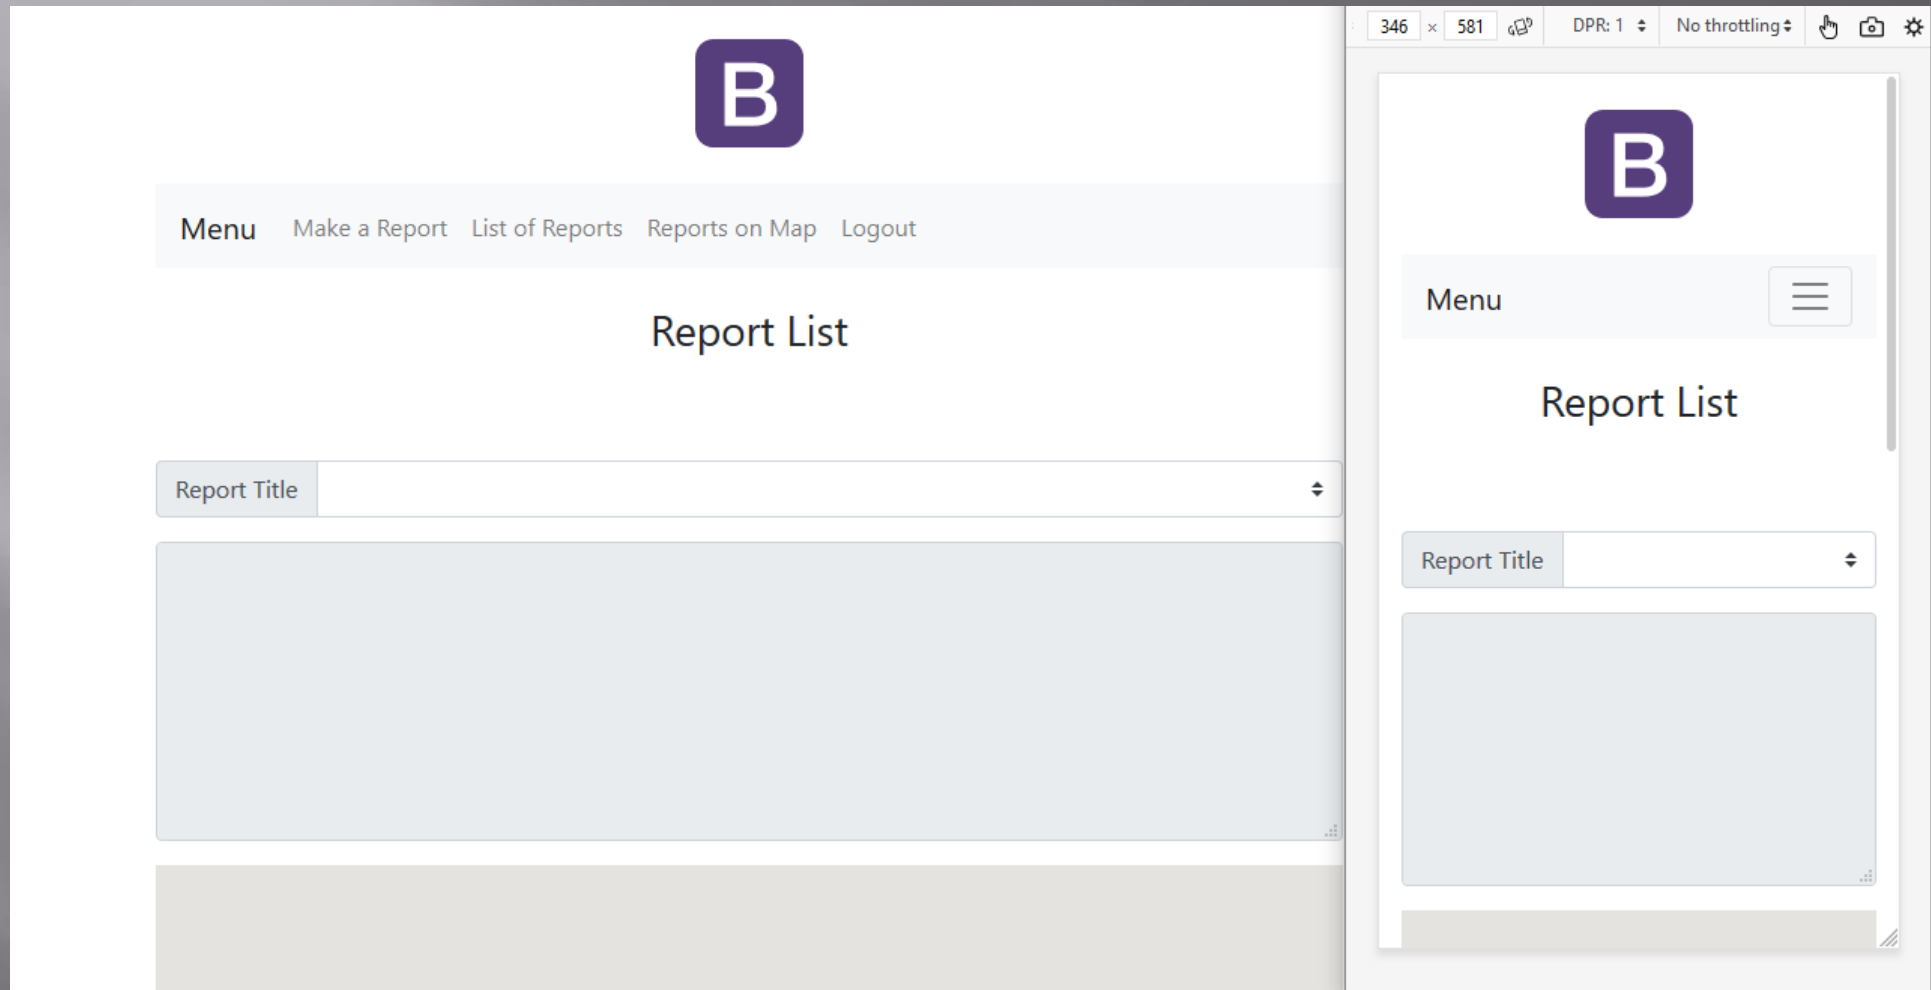 B
Menu Make a Report List of Reports Reports on Map Logout
Report List
Report Title
346 × 581 DPR: 1 No throttling
B
Menu
Report List
Report Title